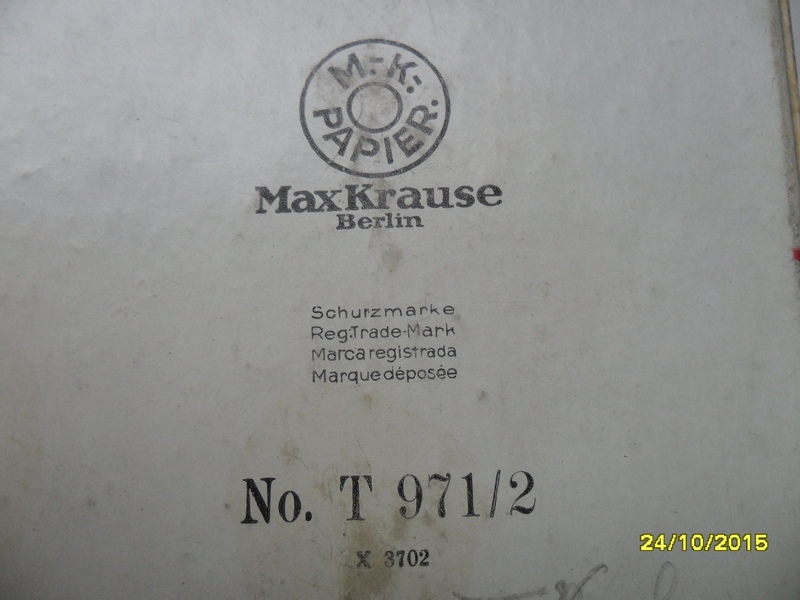 M.-K.-
PAPIER.
Max Krause
Berlin
Schutzmarke
Reg. Trade-Mark
Marca registrada
Marque déposée
No. T 971/2
X 3702
24/10/2015